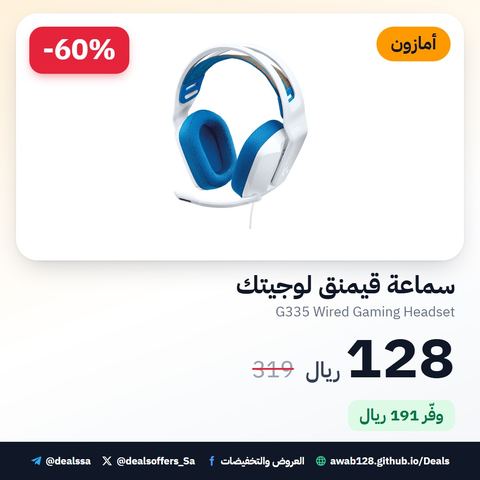 -60%
أمازون
سماعة قيمنق لوجيتك
G335 Wired Gaming Headset
128 ريال 319
وفّر 191 ريال
@dealssa @dealsoffers_Sa العروض والتخفيضات awab128.github.io/Deals